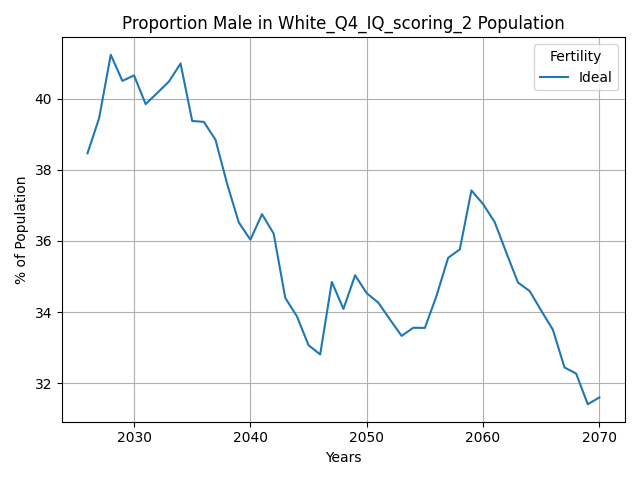 Proportion Male in White_Q4_IQ_scoring_2 Population
Fertility
Ideal
% of Population
40
38
36
34
32
2030 2040 2050 2060 2070
Years